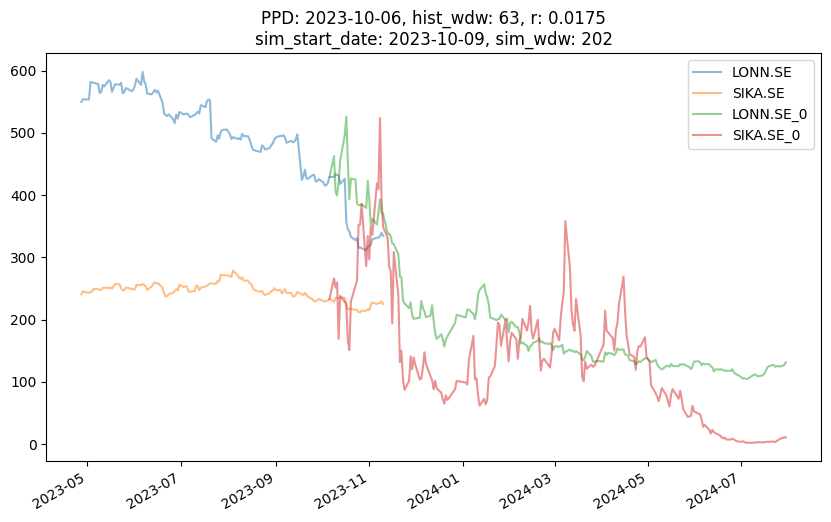 PPD: 2023-10-06, hist_wdw: 63, r: 0.0175
sim_start_date: 2023-10-09, sim_wdw: 202
LONN.SE
SIKA.SE
LONN.SE_0
SIKA.SE_0
600
500
400
300
200
100
0
2023-05
2023-07
2023-09
2023-11
2024-01
2024-03
2024-05
2024-07